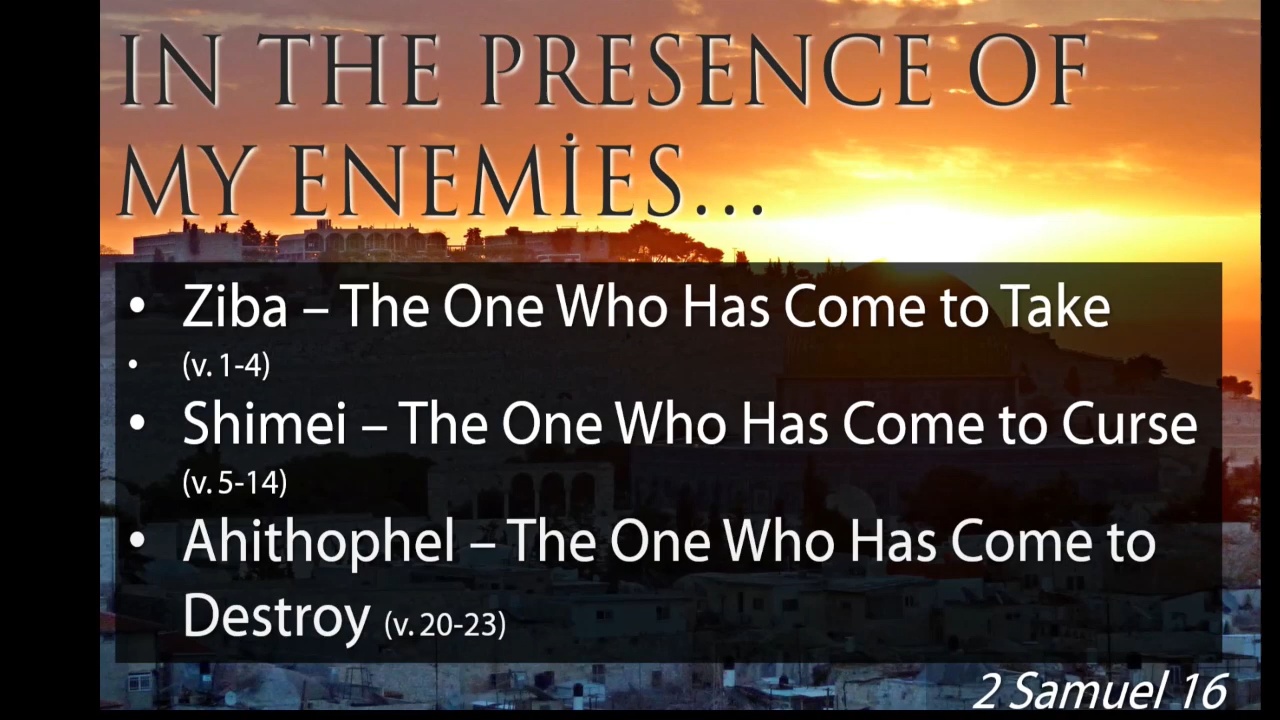 IN THE PRESENCE OF
MY ENEMİES...
• Ziba – The One Who Has Come to Take
• (v. 1-4)
• Shimei – The One Who Has Come to Curse
(v. 5-14)
• Ahithophel – The One Who Has Come to
Destroy (v. 20-23)
2 Samuel 16